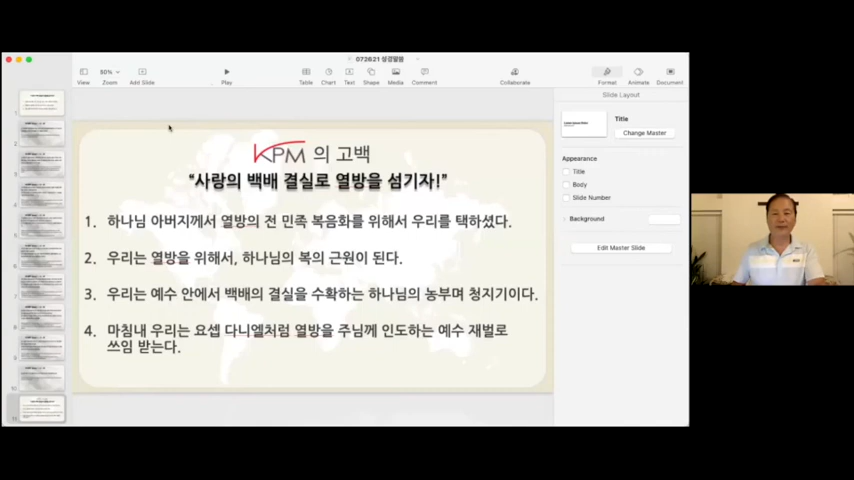 072621 성경말씀
50%
View
Zoom
Add Slide
Play
Table
Chart
Text
Shape
Media
Comment
Collaborate
Format
Animate
Document
Slide Layout
Title
Change Master
Appearance
Title
Body
Slide Number
Background
Edit Master Slide
KPM 의 고백
“사랑의 백배 결실로 열방을 섬기자!”
1. 하나님 아버지께서 열방의 전 민족 복음화를 위해서 우리를 택하셨다.
2. 우리는 열방을 위해서, 하나님의 복의 근원이 된다.
3. 우리는 예수 안에서 백배의 결실을 수확하는 하나님의 농부며 청지기이다.
4. 마침내 우리는 요셉 다니엘처럼 열방을 주님께 인도하는 예수 재벌로
쓰임 받는다.